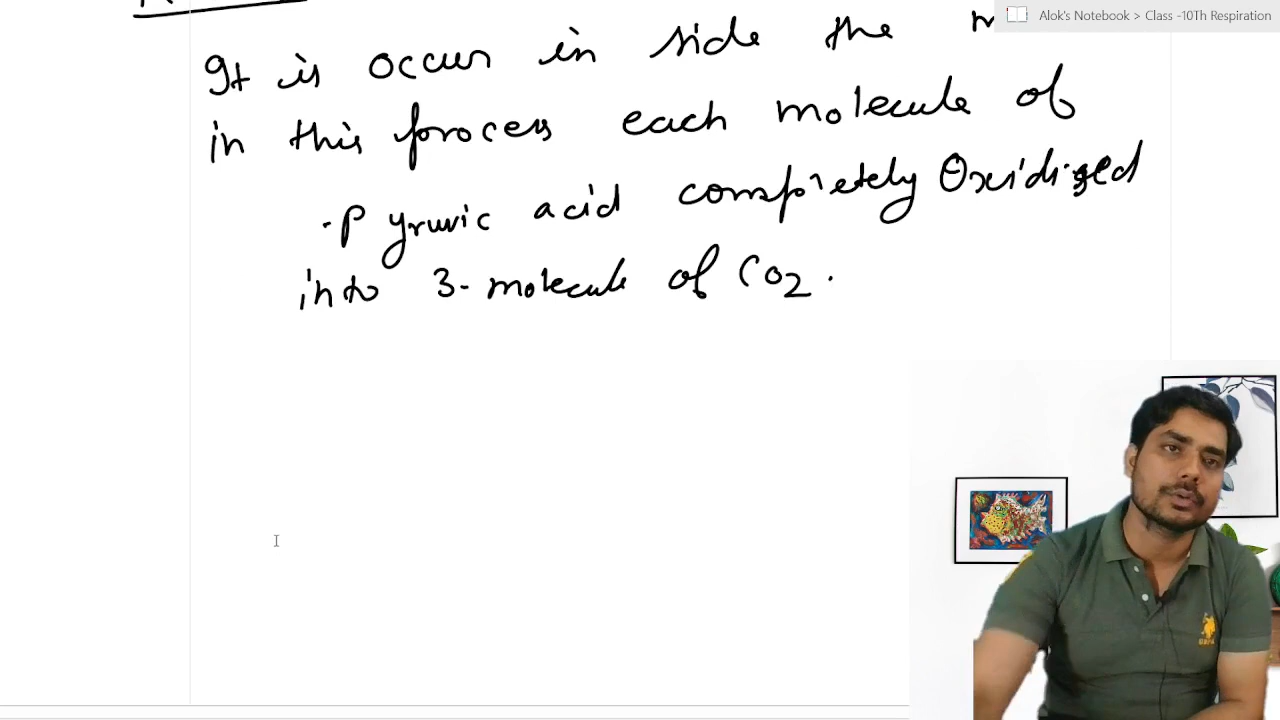 Alok's Notebook > Class -10Th Respiration
It is occur in side the
in this process each molecule of
Pyruvic acid completely Oxidized
into 3- molecule of CO2.